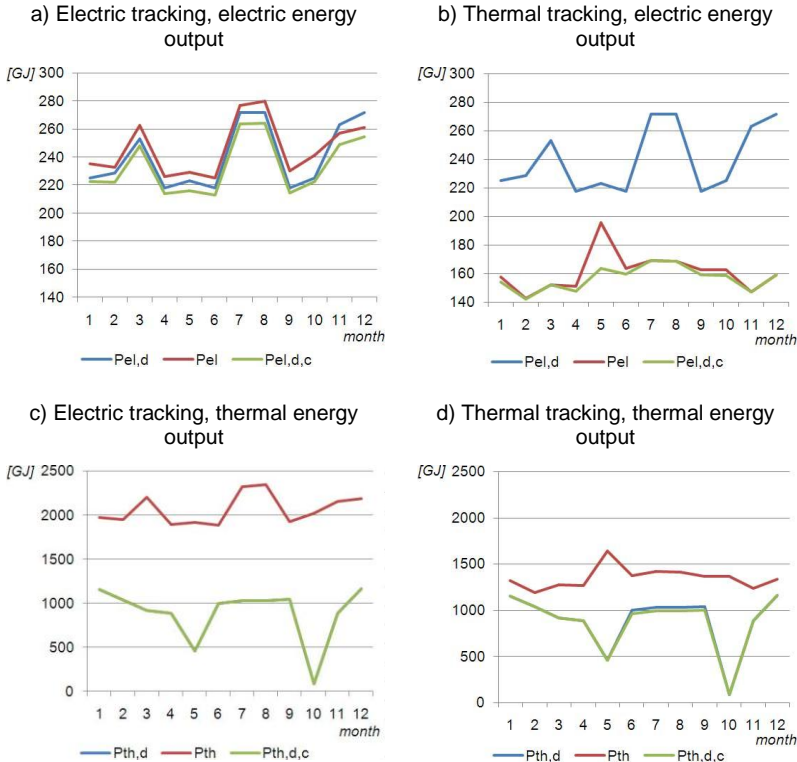 a) Electric tracking, electric energy
output
[GJ] 300
280
260
240
220
200
180
160
140
1 2 3 4 5 6 7 8 9 10 11 12
month
Pel,d Pel Pel,d,c
b) Thermal tracking, electric energy
output
[GJ] 300
280
260
240
220
200
180
160
140
1 2 3 4 5 6 7 8 9 10 11 12
month
Pel,d Pel Pel,d,c
c) Electric tracking, thermal energy
output
[GJ] 2500
2000
1500
1000
500
0
1 2 3 4 5 6 7 8 9 10 11 12
month
Pth,d Pth Pth,d,c
d) Thermal tracking, thermal energy
output
[GJ] 2500
2000
1500
1000
500
0
1 2 3 4 5 6 7 8 9 10 11 12
month
Pth,d Pth Pth,d,c